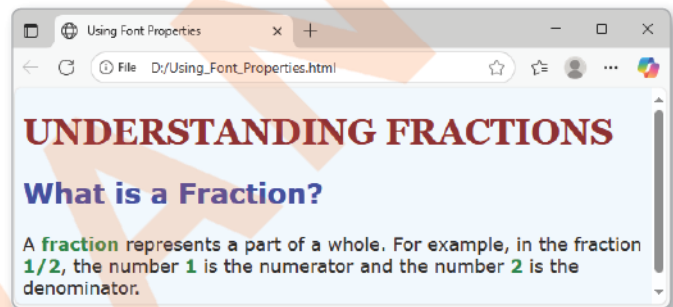 Using Font Properties
File D:/Using_Font_Properties.html
UNDERSTANDING FRACTIONS
What is a Fraction?
A fraction represents a part of a whole. For example, in the fraction
1/2, the number 1 is the numerator and the number 2 is the
denominator.